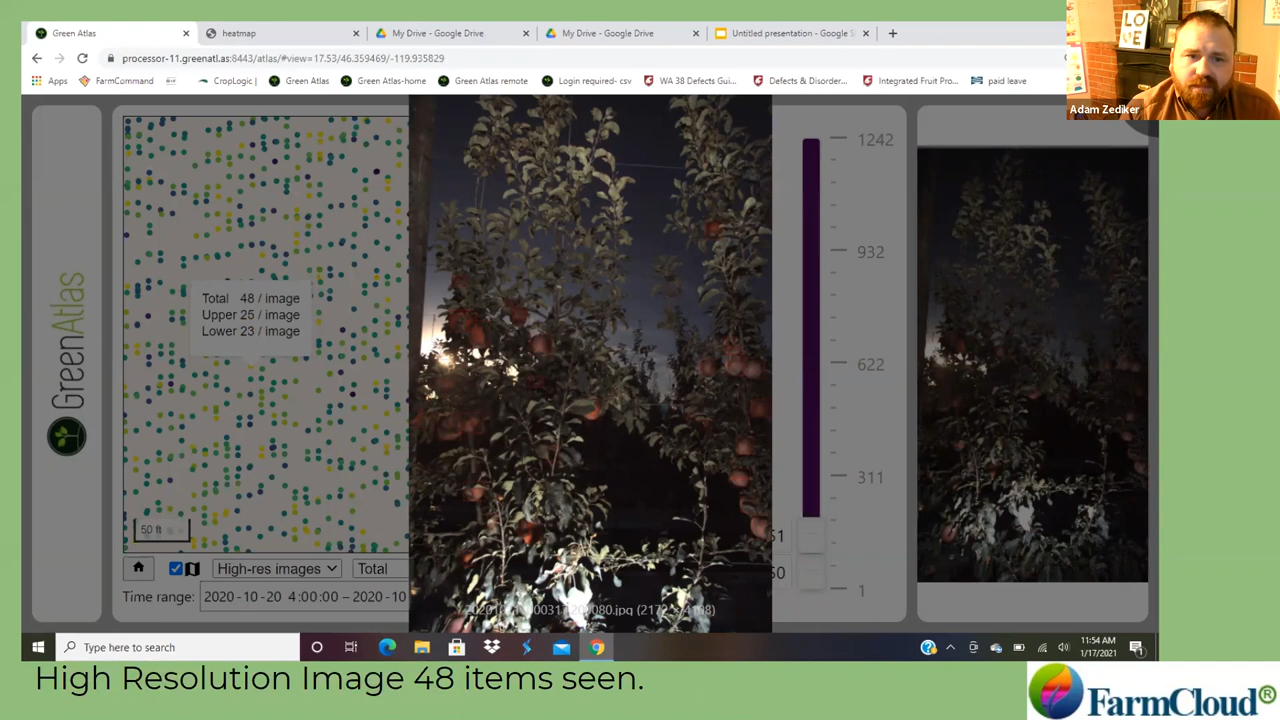 Green Atlas
heatmap
My Drive - Google Drive
My Drive - Google Drive
Untitled presentation - Google S
processor-11.greenatl.as:8443/atlas/#view=17.53/46.359469/-119.935829
Apps
FarmCommand
CropLogic |
Green Atlas
Green Atlas-home
Green Atlas remote
Login required- csv
WA 38 Defects Gui...
Defects & Disorder...
Integrated Fruit Pro...
paid leave
LOVE
Adam Zediker
GreenAtlas
Total 48 / image
Upper 25 / image
Lower 23 / image
50 ft
1242
932
622
311
1
High-res images
Total
Time range:
2020-10-20 4:00:00 – 2020-10
Type here to search
11:54 AM
1/17/2021
High Resolution Image 48 items seen.
FarmCloud®